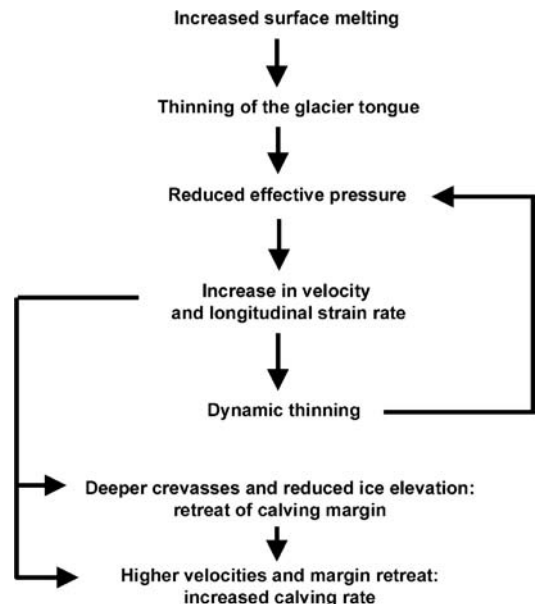 Increased surface melting
Thinning of the glacier tongue
Reduced effective pressure
Increase in velocity
and longitudinal strain rate
Dynamic thinning
Deeper crevasses and reduced ice elevation:
retreat of calving margin
Higher velocities and margin retreat:
increased calving rate